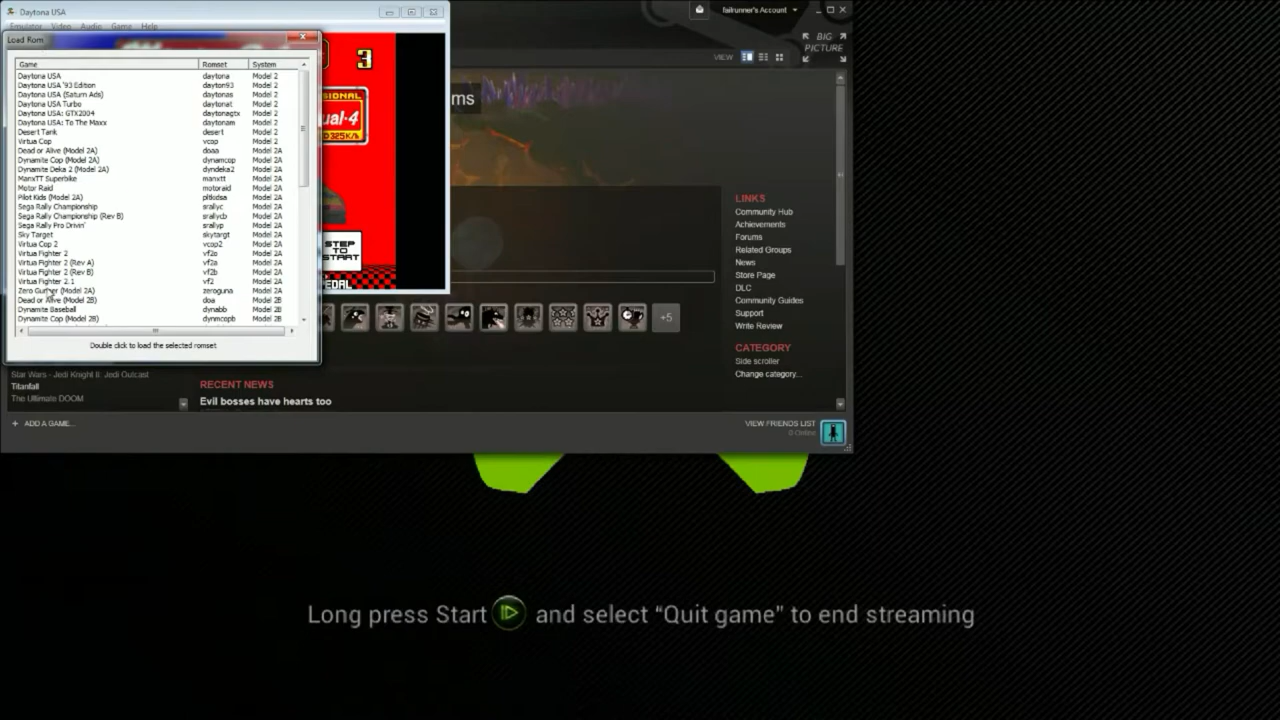 Daytona USA
Emulator Video Audio Game Help
Load Rom
Game Romset System
Daytona USA daytona Model 2
Daytona USA '93 Edition dayton93 Model 2
Daytona USA (Saturn Ads) daytonas Model 2
Daytona USA Turbo daytonat Model 2
Daytona USA: GTX2004 daytonagtx Model 2
Daytona USA: To The Maxx daytonam Model 2
Desert Tank desert Model 2
Virtua Cop vcop Model 2
Dead or Alive (Model 2A) doaa Model 2A
Dynamite Cop (Model 2A) dynamcop Model 2A
Dynamite Deka 2 (Model 2A) dyndeka2 Model 2A
ManxTT Superbike manxtt Model 2A
Motor Raid motoraid Model 2A
Pilot Kids (Model 2A) pltkidsa Model 2A
Sega Rally Championship srallyc Model 2A
Sega Rally Championship (Rev B) srallycb Model 2A
Sega Rally Pro Drivin' srallyp Model 2A
Sky Target skytargt Model 2A
Virtua Cop 2 vcop2 Model 2A
Virtua Fighter 2 vf2o Model 2A
Virtua Fighter 2 (Rev A) vf2a Model 2A
Virtua Fighter 2 (Rev B) vf2b Model 2A
Virtua Fighter 2.1 vf2 Model 2A
Zero Gunner (Model 2A) zeroguna Model 2A
Dead or Alive (Model 2B) doa Model 2B
Dynamite Baseball dynabb Model 2B
Dynamite Cop (Model 2B) dynmcopb Model 2B
Double click to load the selected romset
3
SIONAL
ual-4
325K/h
STEP
TO
START
PEDAL
failrunner's Account
VIEW
BIG
PICTURE
ms
LINKS
Community Hub
Achievements
Forums
Related Groups
News
Store Page
DLC
Community Guides
Support
Write Review
CATEGORY
Side scroller
Change category...
+5
Star Wars - Jedi Knight II: Jedi Outcast
Titanfall
The Ultimate DOOM
RECENT NEWS
Evil bosses have hearts too
+ ADD A GAME...
VIEW FRIENDS LIST
0 Online
Long press Start and select “Quit game” to end streaming